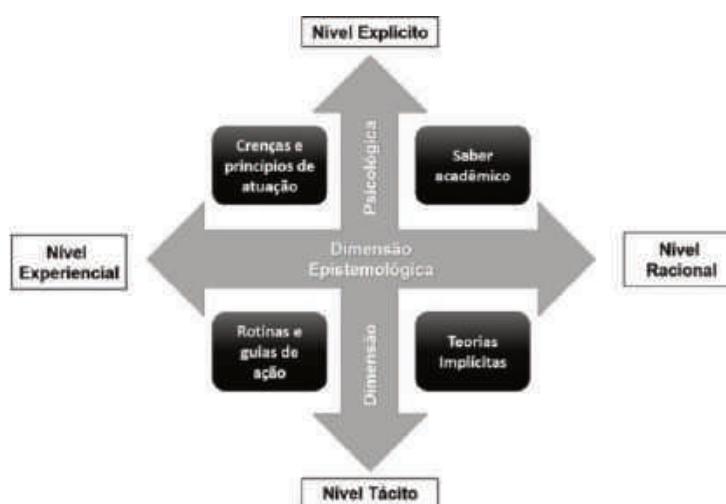 Nível Explícito
Crenças e
princípios de
atuação
Psicológica
Saber
acadêmico
Nível
Experiencial
Dimensão
Epistemológica
Nível
Racional
Rotinas e
guias de
ação
Dimensão
Teorias
Implícitas
Nível Tácito